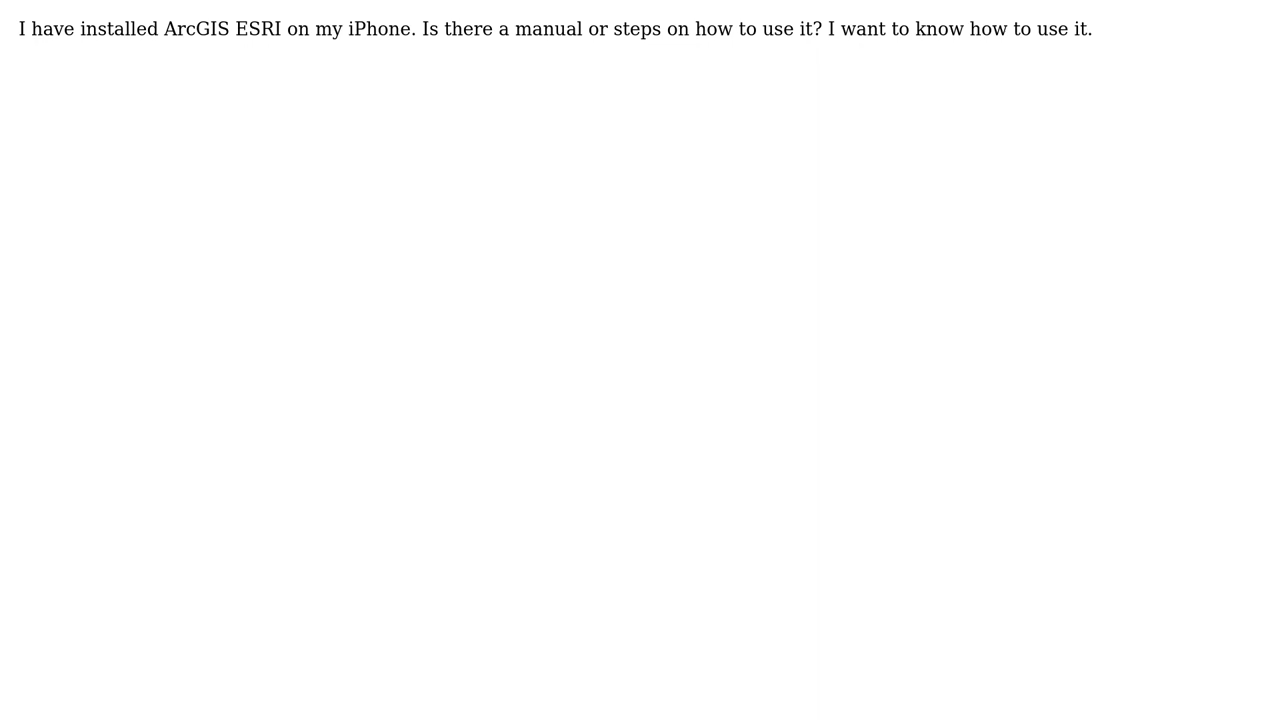 I have installed ArcGIS ESRI on my iPhone. Is there a manual or steps on how to use it? I want to know how to use it.